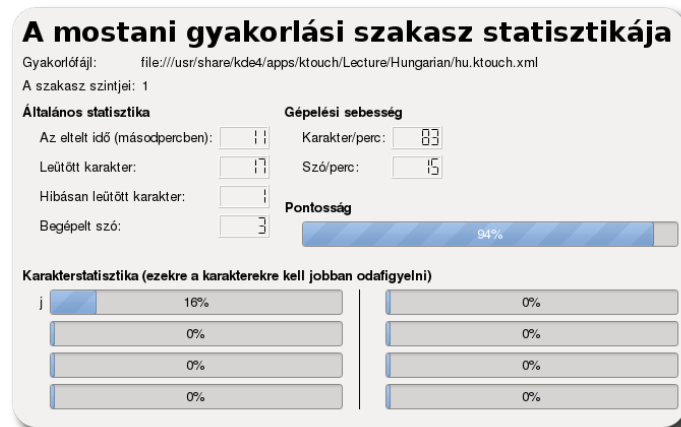 A mostani gyakorlási szakasz statisztikája
Gyakorlófájl: file:///usr/share/kde4/apps/ktouch/Lecture/Hungarian/hu.ktouch.xml
A szakasz szintjei: 1
Általános statisztika
Az eltelt idő (másodpercben): 11
Leütött karakter: 17
Hibásan leütött karakter: 1
Begépelt szó: 3
Gépelési sebesség
Karakter/perc: 83
Szó/perc: 15
Pontosság
94%
Karakterstatisztika (ezekre a karakterekre kell jobban odafigyelni)
j 16% 0%
0% 0%
0% 0%
0% 0%